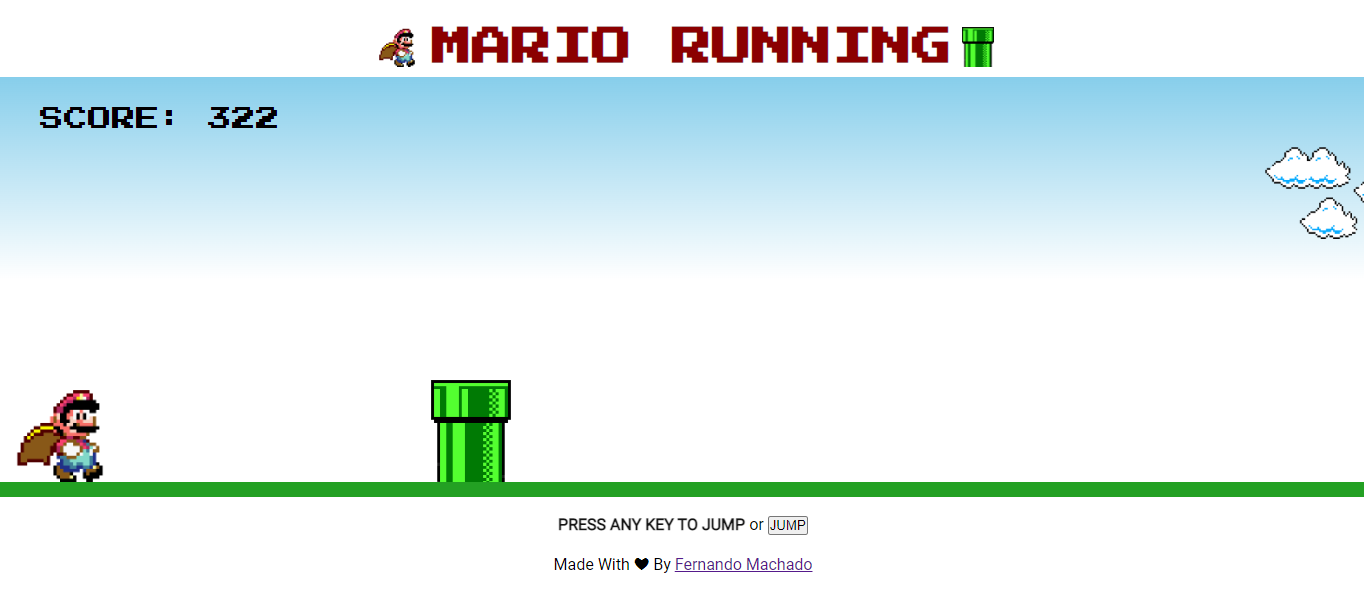 MARIO RUNNING
SCORE: 322
PRESS ANY KEY TO JUMP or JUMP
Made With ♥ By Fernando Machado